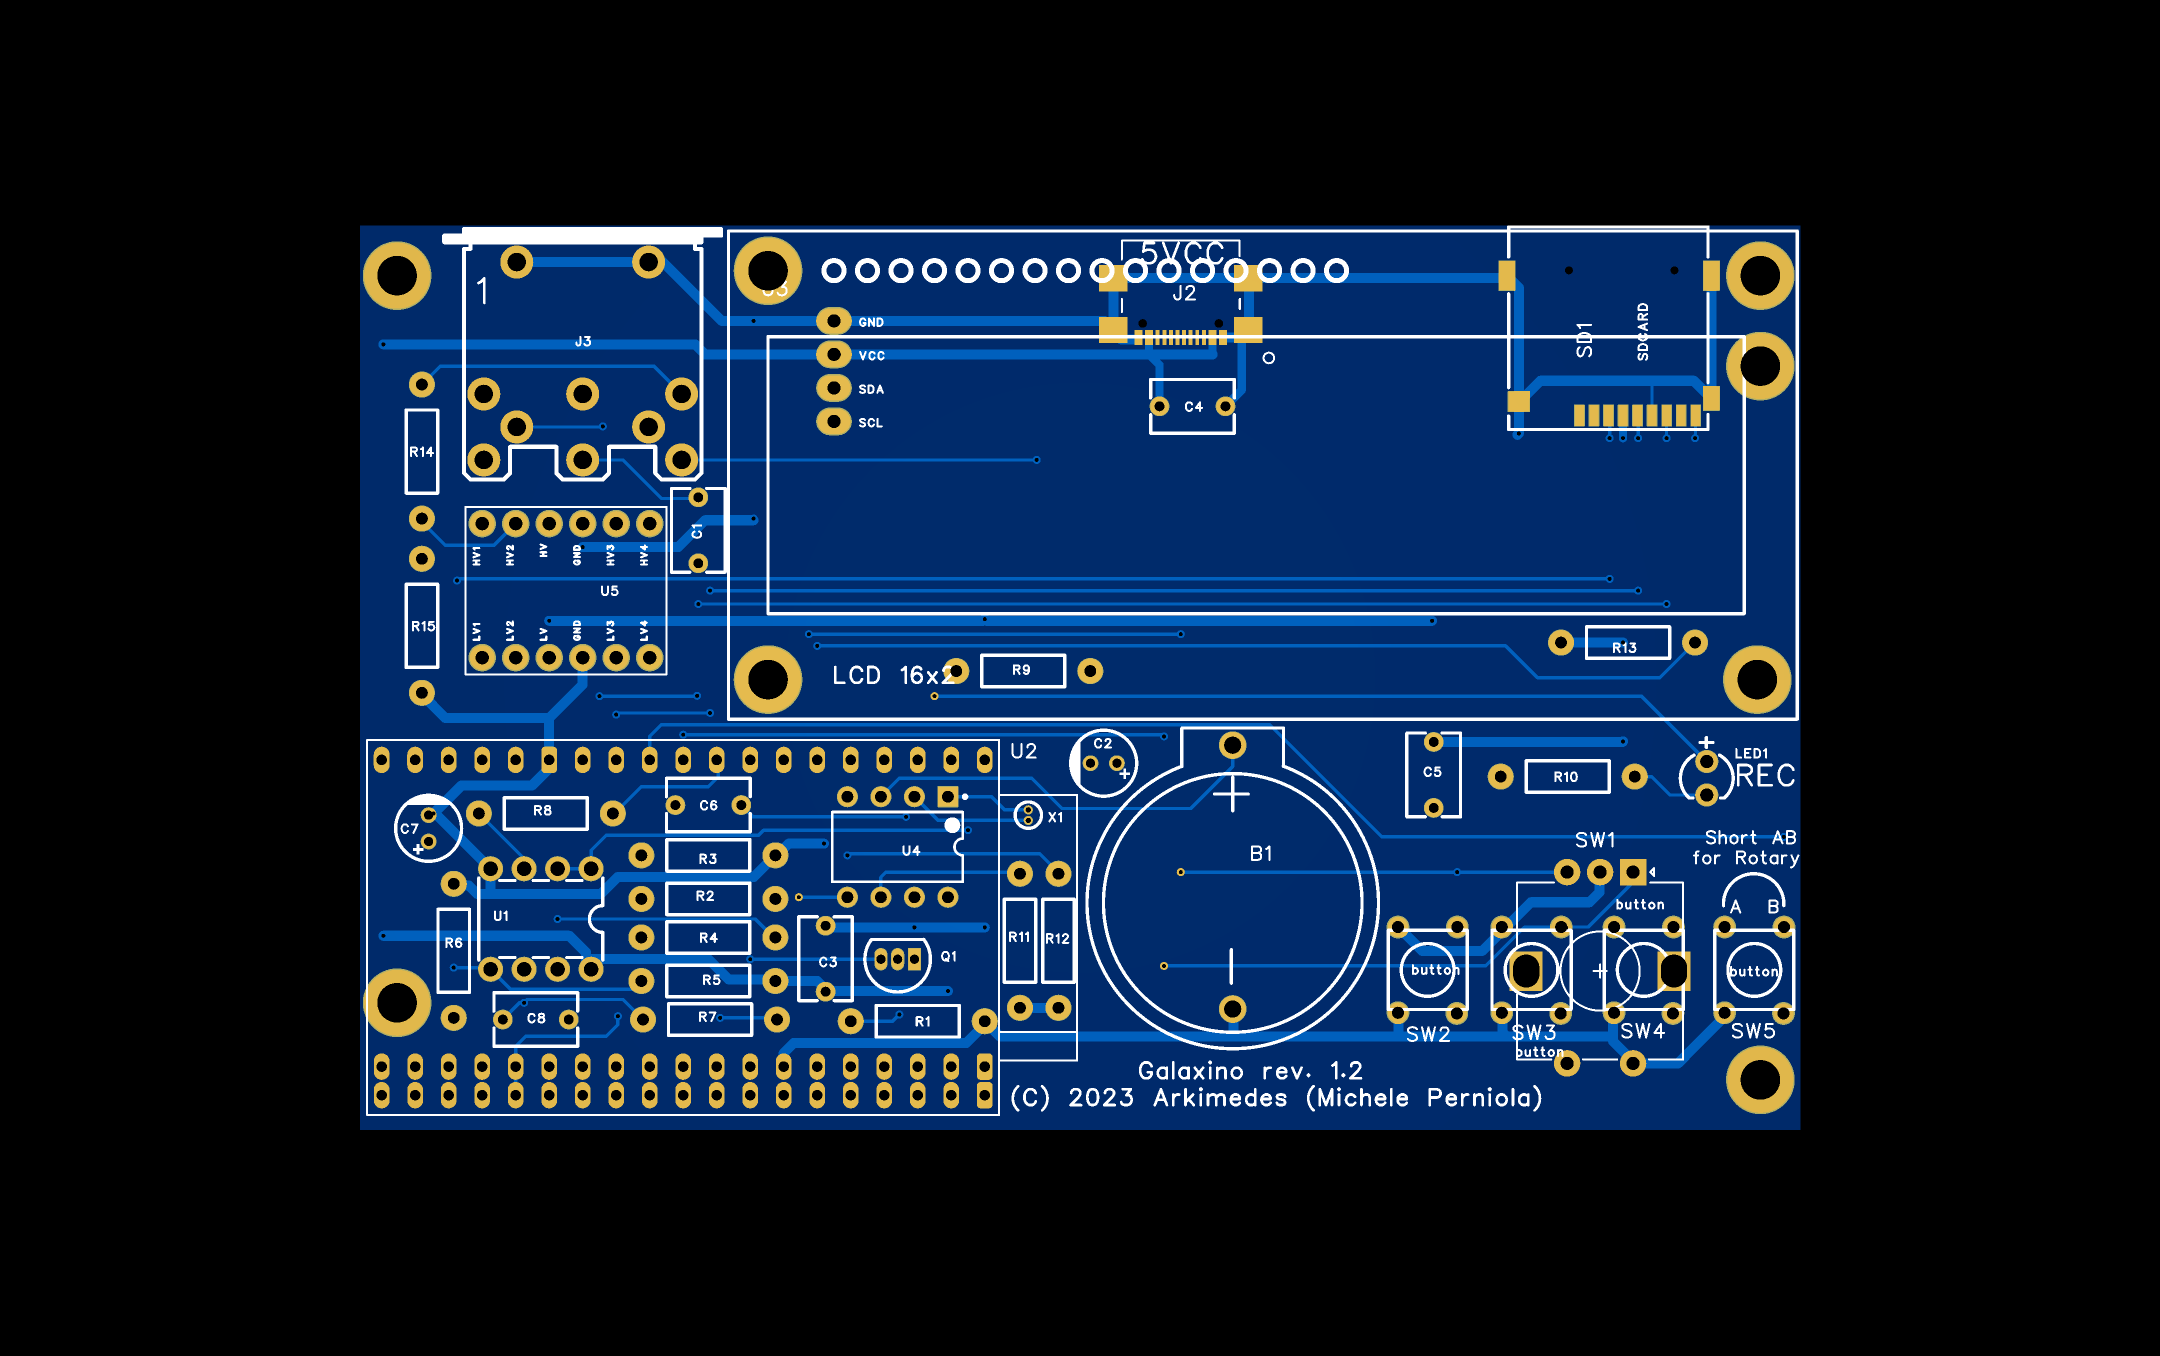 5VCC
1
J2
J3
GND
VCC
SDA
SCL
SD1
SDCARD
C4
R14
C1
HV1
HV2
HV
GND
HV3
HV4
U5
R15
LV1
LV2
LV
GND
LV3
LV4
R13
LCD 16x2
R9
U2
C2
+
C5
R10
+
LED1
REC
C6
R8
C7
+
X1
U4
R3
B1
SW1
Short AB
for Rotary
R2
U1
button
A B
R6
R4
C3
Q1
R11
R12
R5
button
button
C8
R7
R1
SW2
SW3
SW4
SW5
button
Galaxino rev. 1.2
(C) 2023 Arkimedes (Michele Perniola)